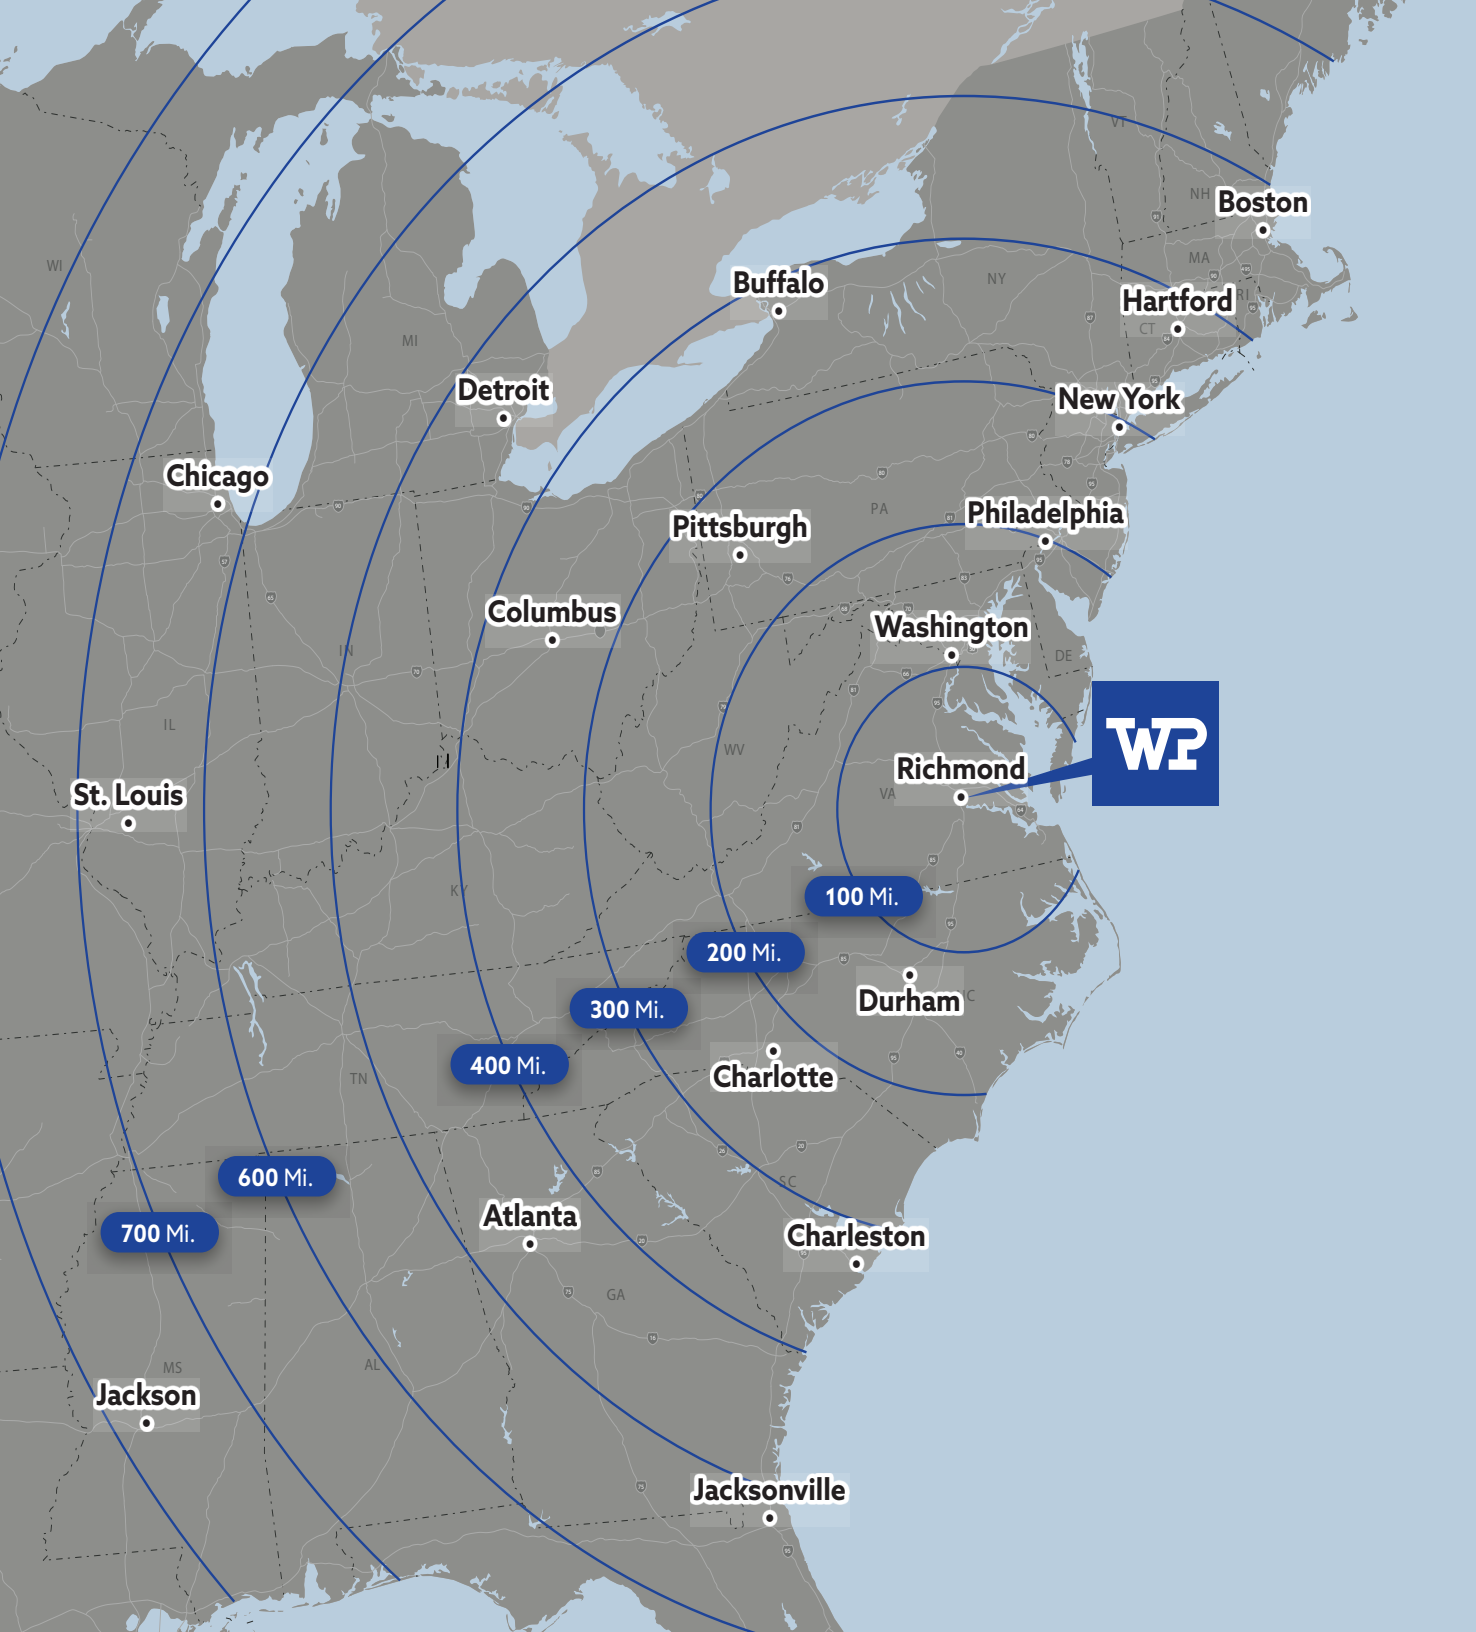 VT
NH
Boston
WI
MA
NY
Buffalo
RI
Hartford
CT
MI
Detroit
New York
Chicago
PA
Philadelphia
Pittsburgh
Columbus
Washington
IN
DE
IL
WV
WP
Richmond
VA
St. Louis
KY
100 Mi.
200 Mi.
NC
Durham
300 Mi.
400 Mi.
TN
Charlotte
600 Mi.
SC
Atlanta
700 Mi.
Charleston
GA
MS
AL
Jackson
Jacksonville